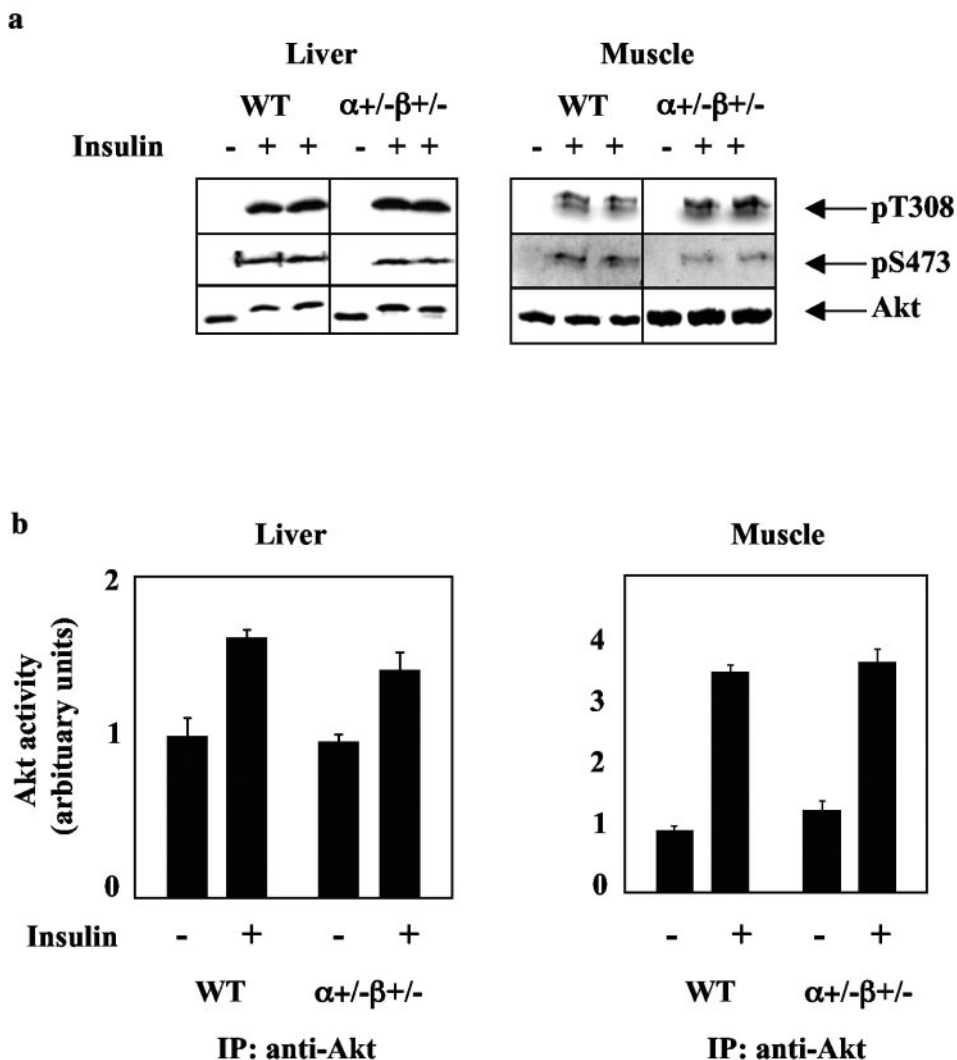 a
Liver Muscle
WT α+/-β+/- WT α+/-β+/-
Insulin - + + - + + - + + - + +
pT308
pS473
Akt
b
Liver Muscle
Akt activity
(arbituary units)
2
1
0
4
3
2
1
0
Insulin - + - + - + - +
WT α+/-β+/- WT α+/-β+/-
IP: anti-Akt IP: anti-Akt